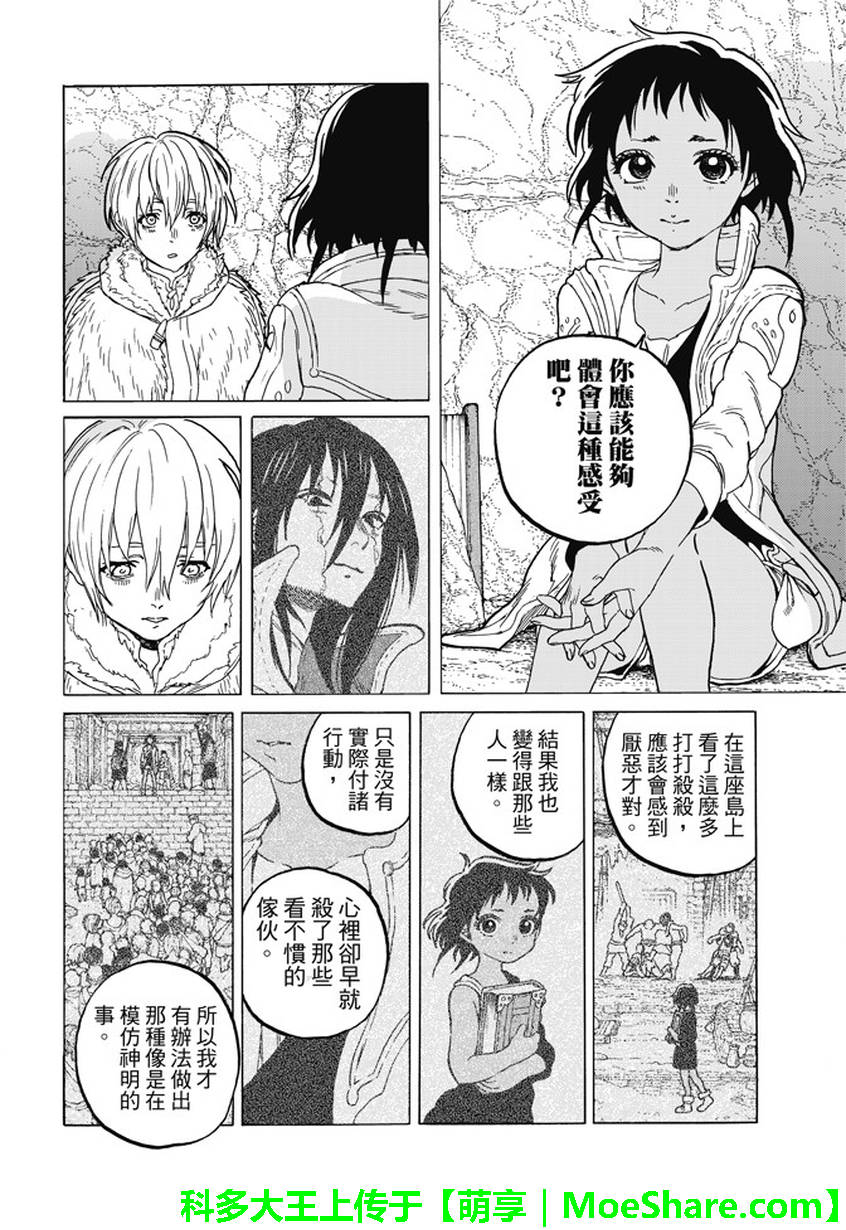 你應該能夠
體會這種感受
吧？
在這座島上
看了這麼多
打打殺殺，
應該會感到
厭惡才對。
結果我也
變得跟那些
人一樣。
只是沒有
實際付諸
行動，
心裡卻早就
殺了那些
看不慣的
傢伙。
所以我才
有辦法做出
那種像是在
模仿神明的
事。
科多大王上传于【萌享｜MoeShare.com】